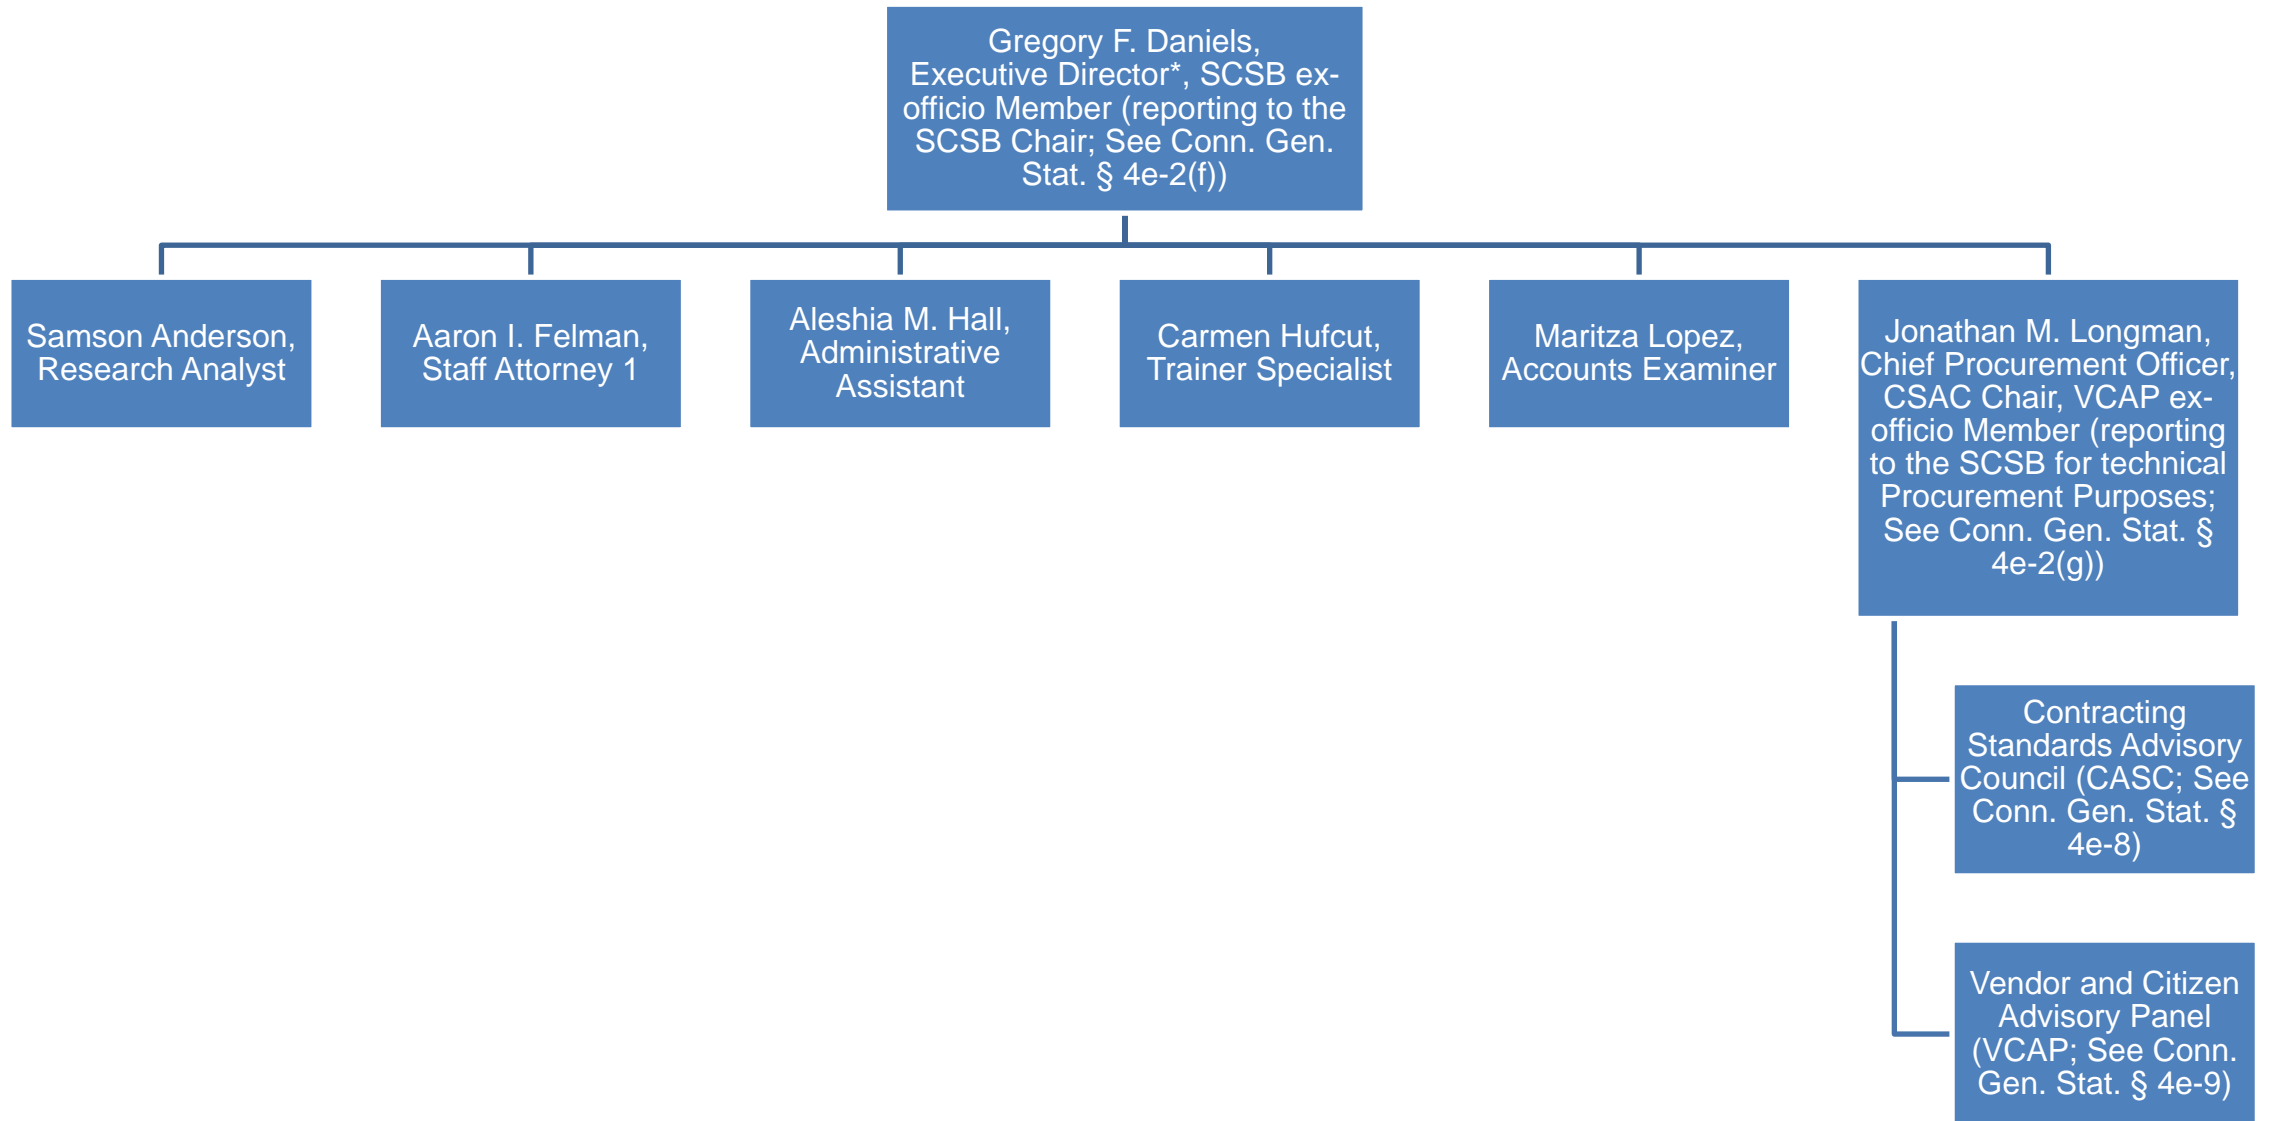 Gregory F. Daniels,
Executive Director*, SCSB ex-
officio Member (reporting to the
SCSB Chair; See Conn. Gen.
Stat. § 4e-2(f))
Samson Anderson,
Research Analyst
Aaron I. Felman,
Staff Attorney 1
Aleshia M. Hall,
Administrative
Assistant
Carmen Hufcut,
Trainer Specialist
Maritza Lopez,
Accounts Examiner
Jonathan M. Longman,
Chief Procurement Officer,
CSAC Chair, VCAP ex-
officio Member (reporting
to the SCSB for technical
Procurement Purposes;
See Conn. Gen. Stat. §
4e-2(g))
Contracting
Standards Advisory
Council (CASC; See
Conn. Gen. Stat. §
4e-8)
Vendor and Citizen
Advisory Panel
(VCAP; See Conn.
Gen. Stat. § 4e-9)